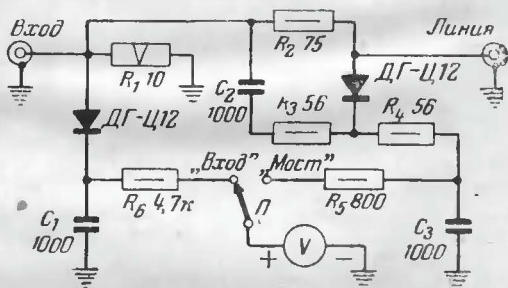 Вход
Линия
R₂ 75
R₁ 10
C₂
1000
ДГ-Ц12
ДГ-Ц12
R₃ 56
R₄ 56
„Вход"
„Мост"
R₆ 4,7к
П
R₅ 800
C₁
1000
C₃
1000
V
V
+
−